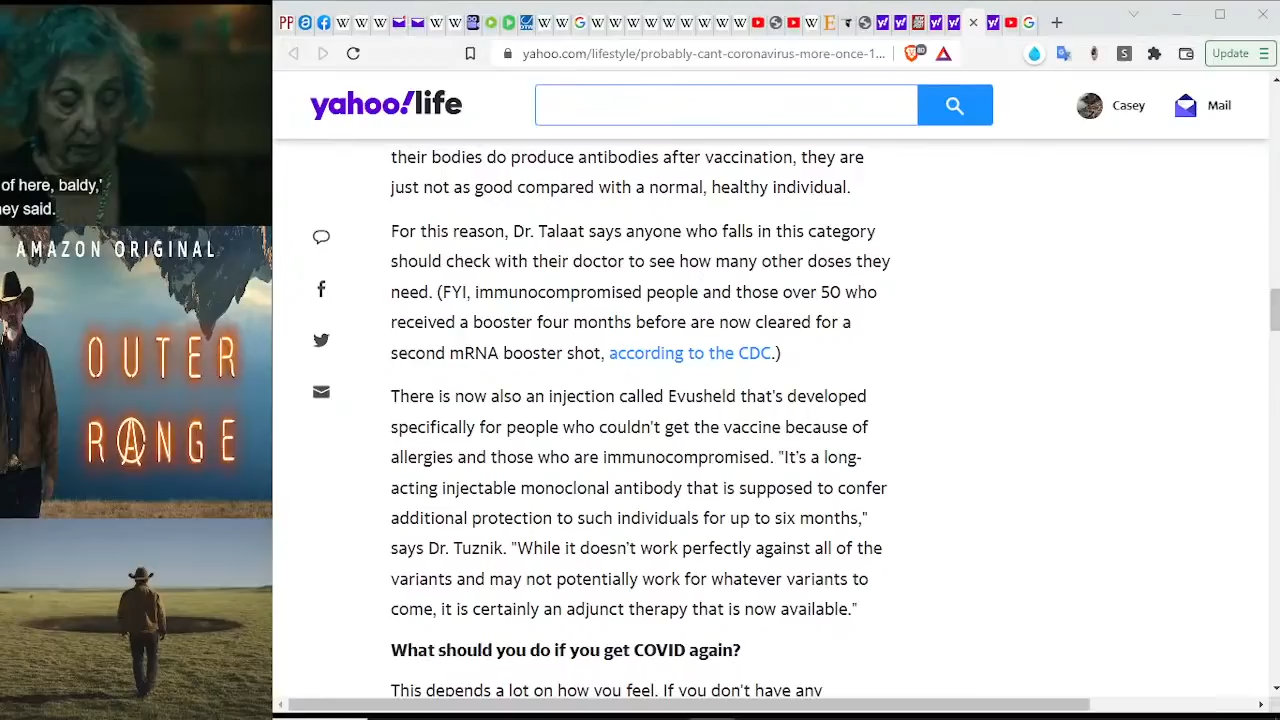 of here, baldy,'
ney said.
AMAZON ORIGINAL
OUTER
RANGE
yahoo.com/lifestyle/probably-cant-coronavirus-more-once-1...
Update
yahoo!life
Casey
Mail
their bodies do produce antibodies after vaccination, they are
just not as good compared with a normal, healthy individual.
For this reason, Dr. Talaat says anyone who falls in this category
should check with their doctor to see how many other doses they
need. (FYI, immunocompromised people and those over 50 who
received a booster four months before are now cleared for a
second mRNA booster shot, according to the CDC.)
There is now also an injection called Evusheld that's developed
specifically for people who couldn't get the vaccine because of
allergies and those who are immunocompromised. "It's a long-
acting injectable monoclonal antibody that is supposed to confer
additional protection to such individuals for up to six months,"
says Dr. Tuznik. "While it doesn't work perfectly against all of the
variants and may not potentially work for whatever variants to
come, it is certainly an adjunct therapy that is now available."
What should you do if you get COVID again?
This depends a lot on how you feel. If you don't have any